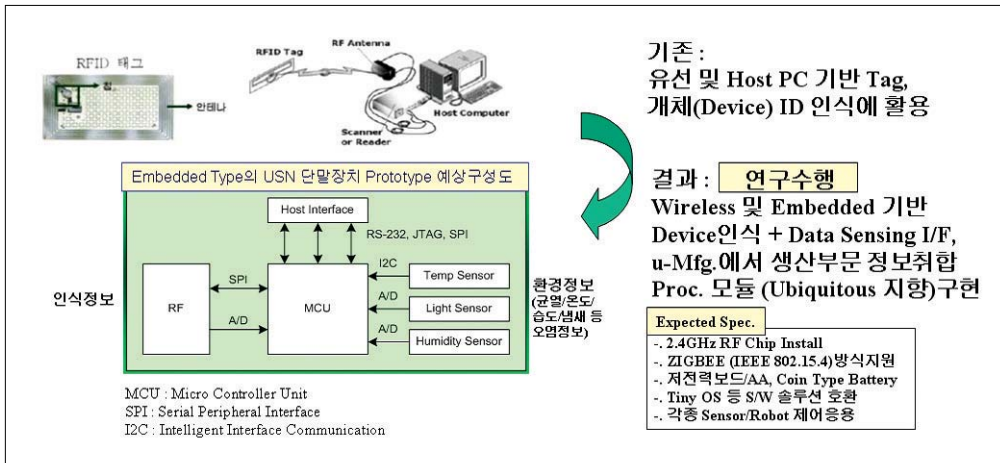 RFID 태그
칩
안테나
RFID Tag
RF Antenna
Host Computer
Scanner
or Reader
기존 :
유선 및 Host PC 기반 Tag,
개체(Device) ID 인식에 활용
Embedded Type의 USN 단말장치 Prototype 예상구성도
Host Interface
RS-232, JTAG, SPI
인식정보
RF
SPI
A/D
MCU
I2C
Temp Sensor
A/D
Light Sensor
A/D
Humidity Sensor
환경정보
(균열/온도/
습도/냄새 등
오염정보)
MCU : Micro Controller Unit
SPI : Serial Peripheral Interface
I2C : Intelligent Interface Communication
결과 : 연구수행
Wireless 및 Embedded 기반
Device인식 + Data Sensing I/F,
u-Mfg.에서 생산부문 정보취합
Proc. 모듈 (Ubiquitous 지향)구현
Expected Spec.
-. 2.4GHz RF Chip Install
-. ZIGBEE (IEEE 802.15.4)방식지원
-. 저전력보드/AA, Coin Type Battery
-. Tiny OS 등 S/W 솔루션 호환
-. 각종 Sensor/Robot 제어응용